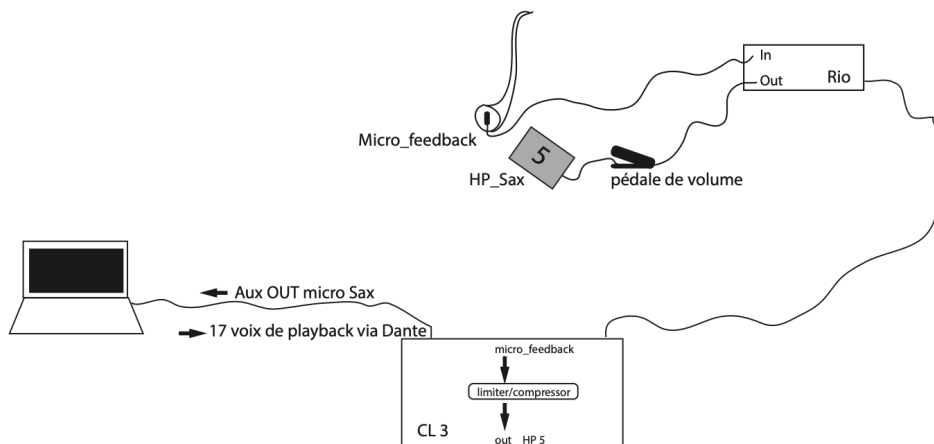 In
Out
Rio
Micro_feedback
5
HP_Sax
pédale de volume
Aux OUT micro Sax
17 voix de playback via Dante
micro_feedback
limiter/compressor
CL 3
out HP 5